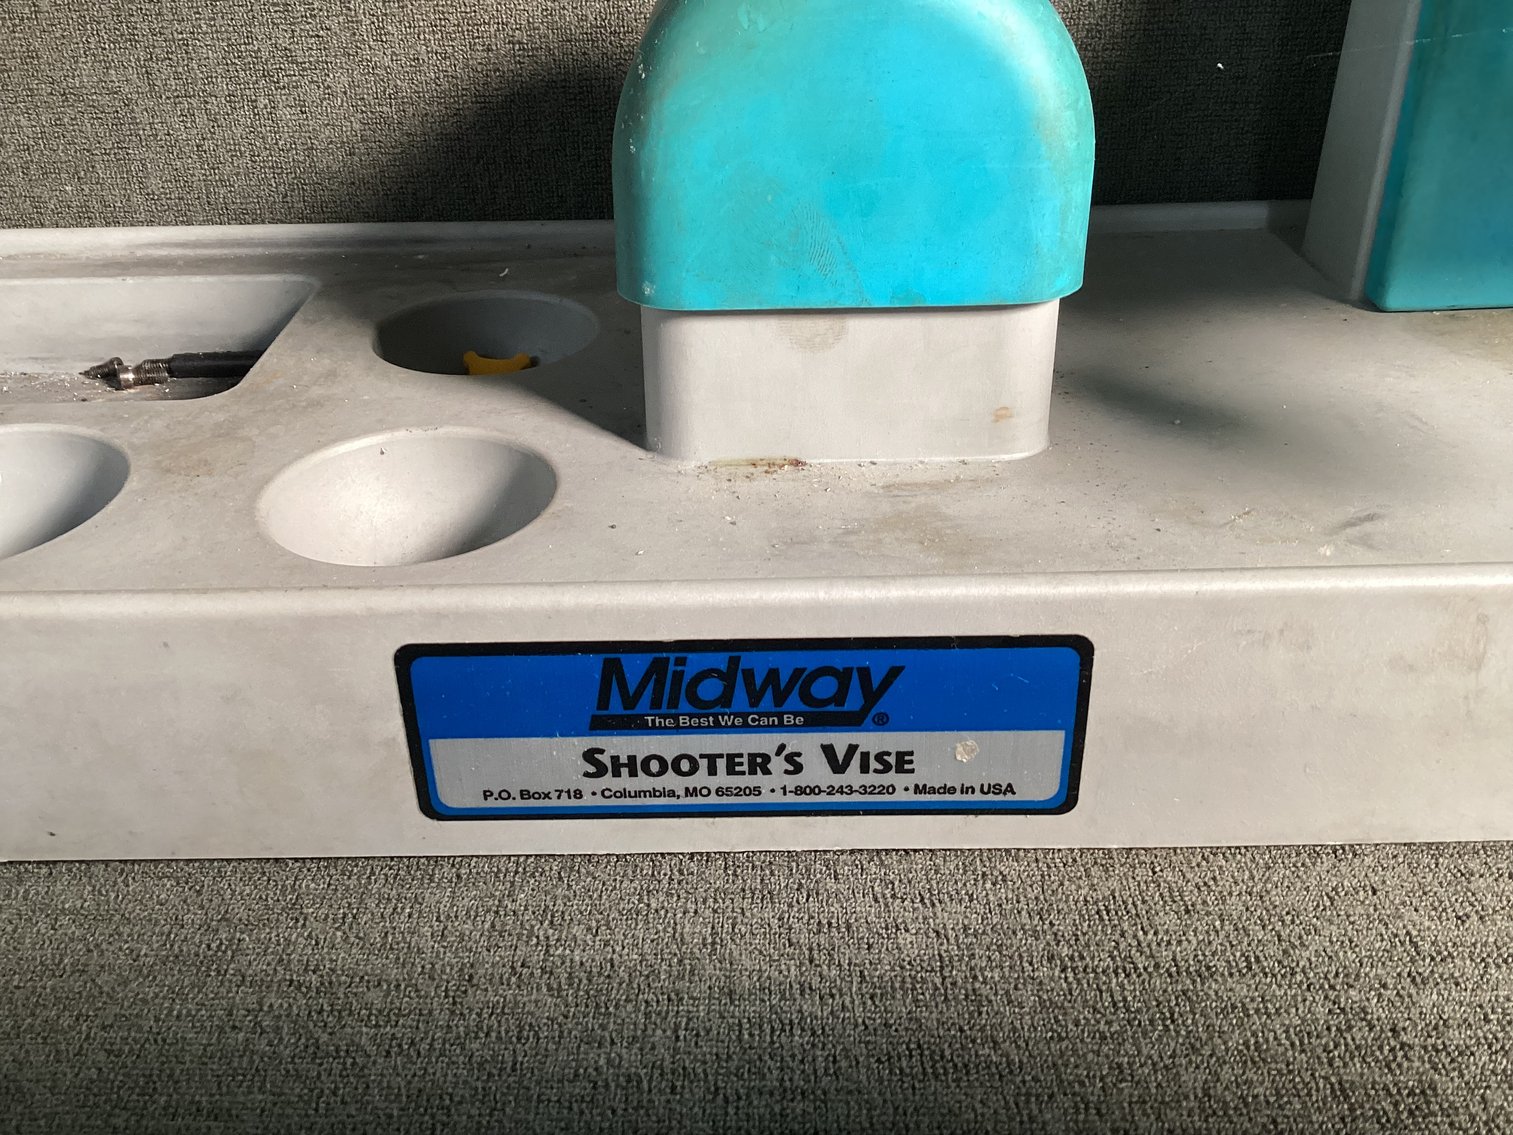 Midway
The Best We Can Be ®
SHOOTER'S VISE
P.O. Box 718 • Columbia, MO 65205 • 1-800-243-3220 • Made in USA